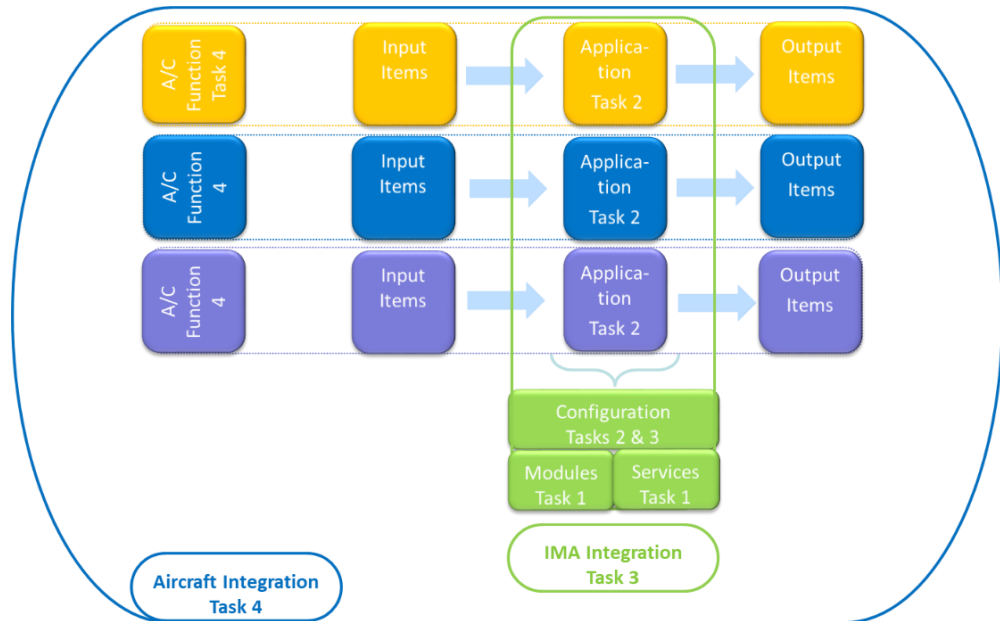 A/C
Function
Task 4
Input
Items
Applica-
tion
Task 2
Output
Items
A/C
Function
4
Input
Items
Applica-
tion
Task 2
Output
Items
A/C
Function
4
Input
Items
Applica-
tion
Task 2
Output
Items
Configuration
Tasks 2 & 3
Modules
Task 1
Services
Task 1
IMA Integration
Task 3
Aircraft Integration
Task 4